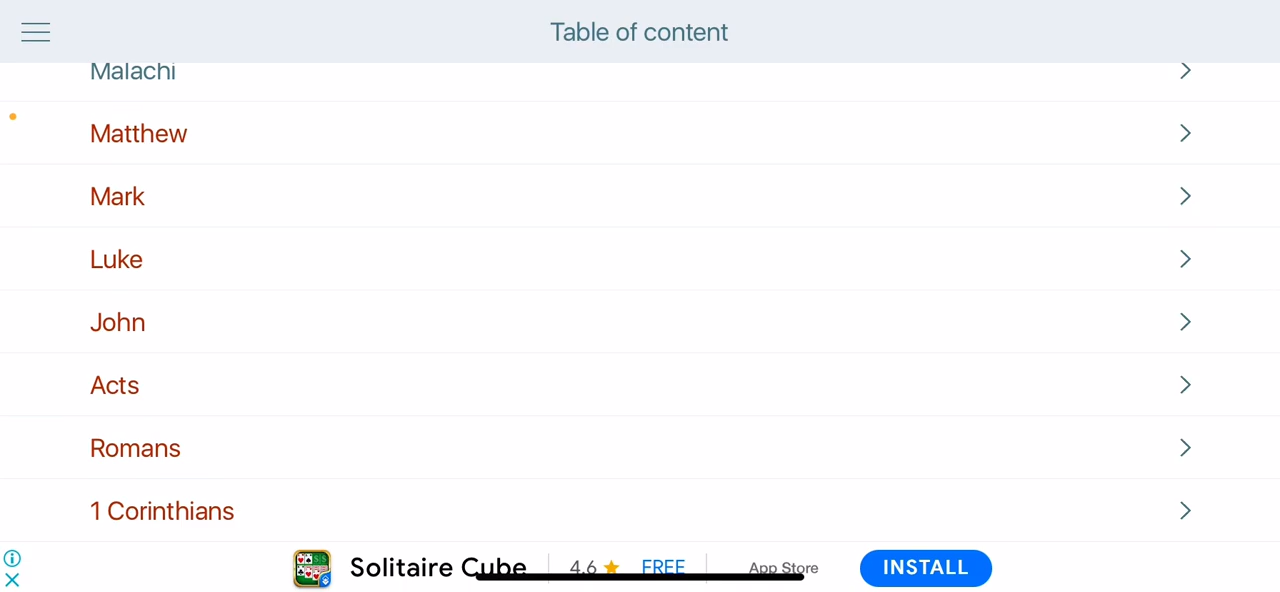 Table of content
Malachi
Matthew
Mark
Luke
John
Acts
Romans
1 Corinthians
Solitaire Cube 4.6 FREE App Store INSTALL